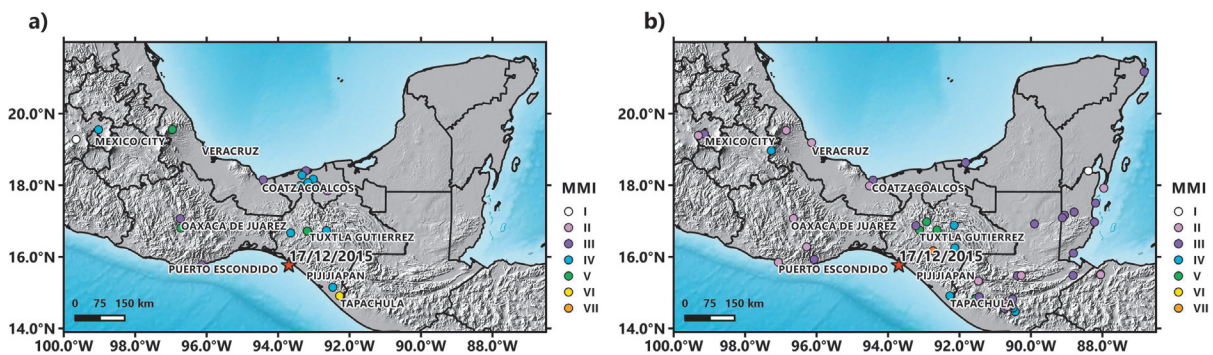 a)
20.0°N
18.0°N
16.0°N
14.0°N
MEXICO CITY
VERACRUZ
COATZACOALCOS
OAXACA DE JUAREZ
TUXTLA GUTIERREZ
17/12/2015
PUERTO ESCONDIDO
PIJIJIAPAN
TAPACHULA
0 75 150 km
100.0°W 98.0°W 96.0°W 94.0°W 92.0°W 90.0°W 88.0°W
MMI
I
II
III
IV
V
VI
VII
b)
20.0°N
18.0°N
16.0°N
14.0°N
MEXICO CITY
VERACRUZ
COATZACOALCOS
OAXACA DE JUAREZ
TUXTLA GUTIERREZ
17/12/2015
PUERTO ESCONDIDO
PIJIJIAPAN
TAPACHULA
0 75 150 km
100.0°W 98.0°W 96.0°W 94.0°W 92.0°W 90.0°W 88.0°W
MMI
I
II
III
IV
V
VI
VII